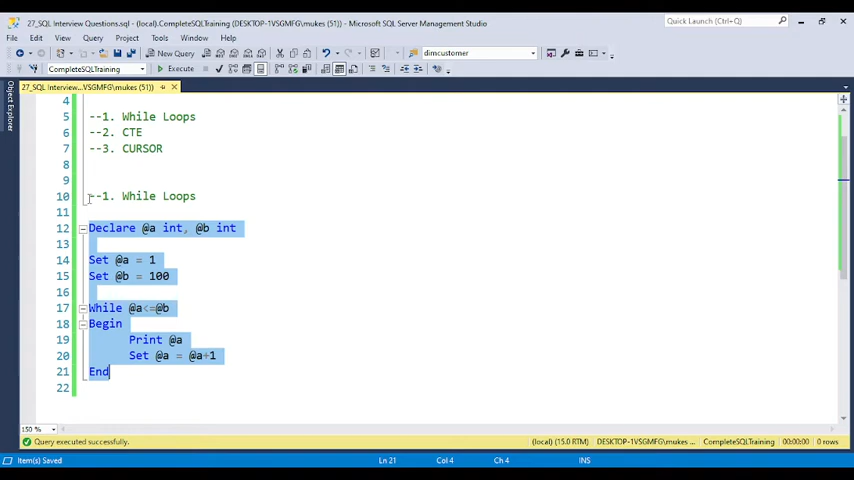 27_SQL Interview Questions.sql - (local).CompleteSQLTraining (DESKTOP-1VSGMFG\mukes (51)) - Microsoft SQL Server Management Studio
Quick Launch (Ctrl+Q)
File Edit View Query Project Tools Window Help
New Query
dimcustomer
CompleteSQLTraining
Execute
27_SQL Interview...VSGMFG\mukes (51))
Object Explorer
4
5 --1. While Loops
6 --2. CTE
7 --3. CURSOR
8
9
10 --1. While Loops
11
12 Declare @a int, @b int
13
14 Set @a = 1
15 Set @b = 100
16
17 While @a<=@b
18 Begin
19 Print @a
20 Set @a = @a+1
21 End
22
150 %
Query executed successfully.
(local) (15.0 RTM)
DESKTOP-1VSGMFG\mukes ...
CompleteSQLTraining
00:00:00
0 rows
Item(s) Saved
Ln 21
Col 4
Ch 4
INS